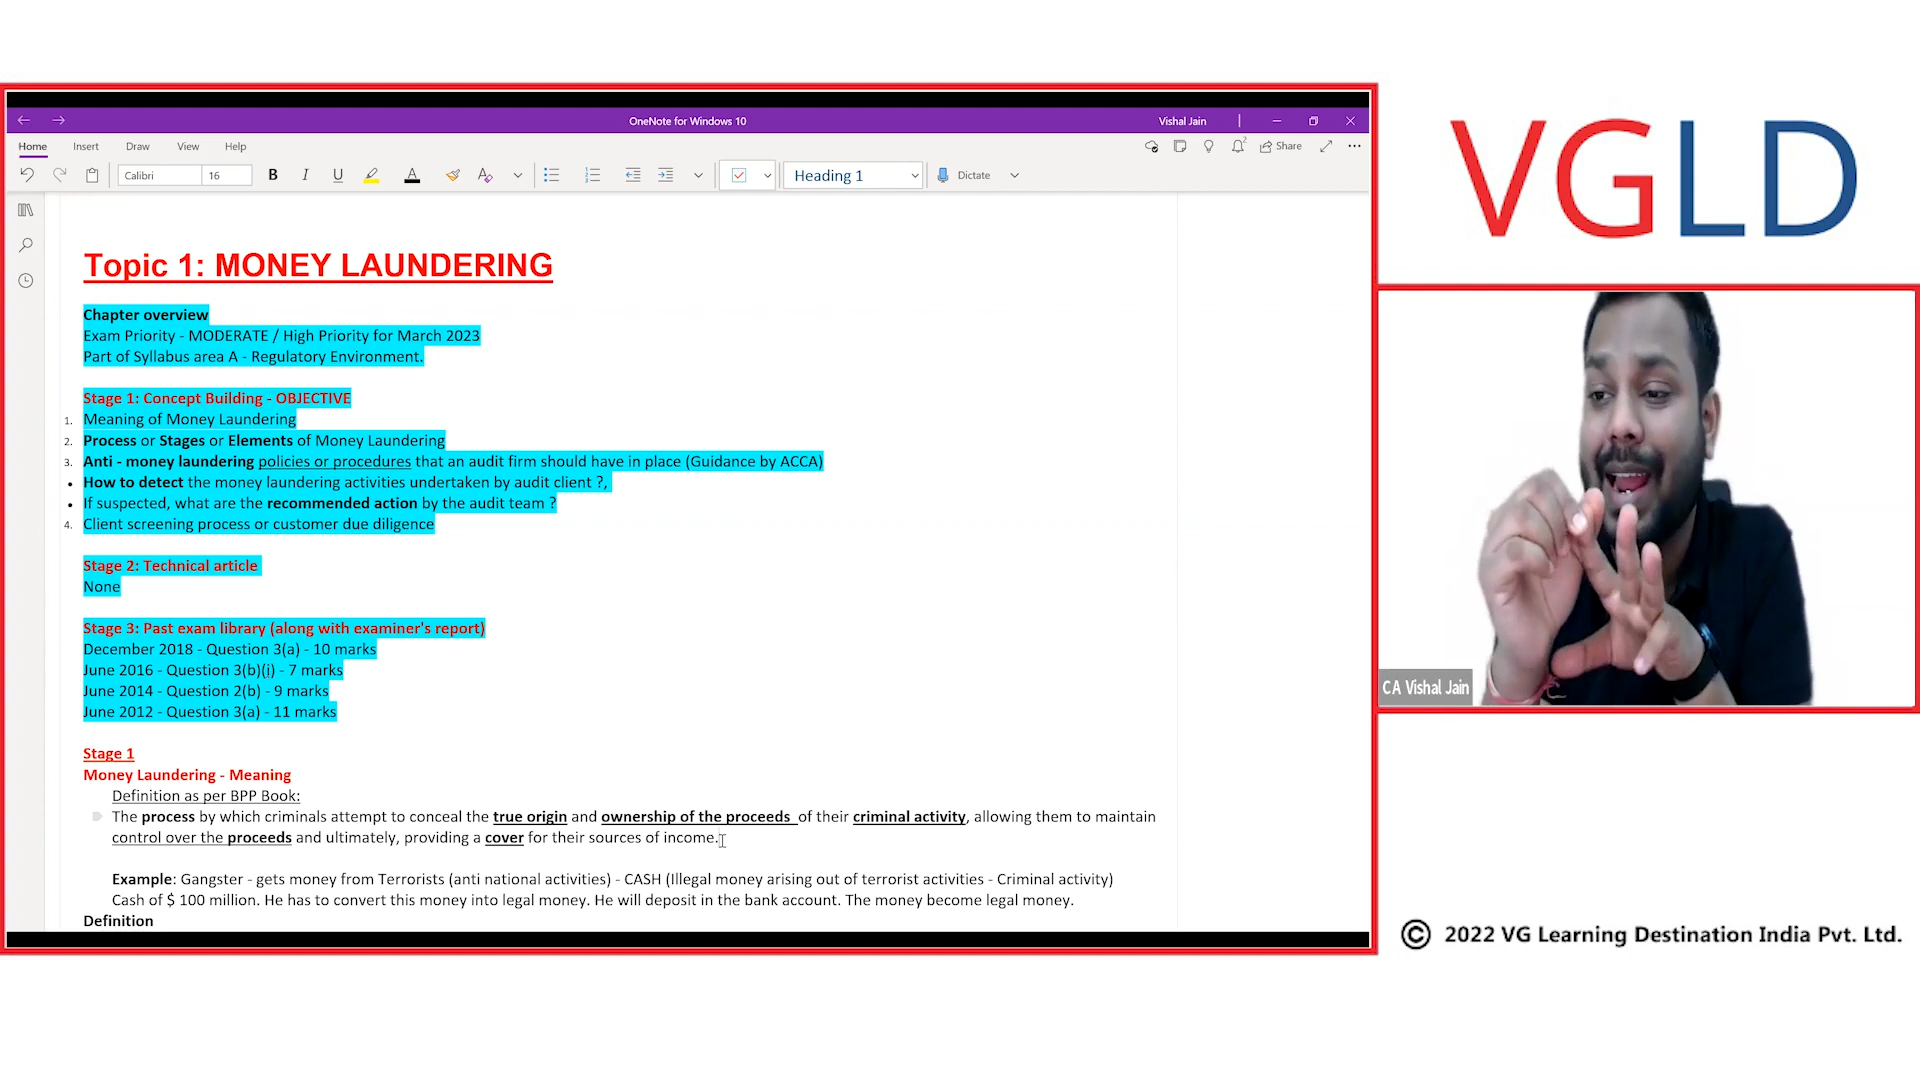 OneNote for Windows 10
Vishal Jain
Home Insert Draw View Help
Share
Calibri 16 B I U Heading 1 Dictate
Topic 1: MONEY LAUNDERING
Chapter overview
Exam Priority - MODERATE / High Priority for March 2023
Part of Syllabus area A - Regulatory Environment.
Stage 1: Concept Building - OBJECTIVE
1. Meaning of Money Laundering
2. Process or Stages or Elements of Money Laundering
3. Anti - money laundering policies or procedures that an audit firm should have in place (Guidance by ACCA)
• How to detect the money laundering activities undertaken by audit client ?,
• If suspected, what are the recommended action by the audit team ?
4. Client screening process or customer due diligence
Stage 2: Technical article
None
Stage 3: Past exam library (along with examiner's report)
December 2018 - Question 3(a) - 10 marks
June 2016 - Question 3(b)(i) - 7 marks
June 2014 - Question 2(b) - 9 marks
June 2012 - Question 3(a) - 11 marks
Stage 1
Money Laundering - Meaning
Definition as per BPP Book:
The process by which criminals attempt to conceal the true origin and ownership of the proceeds of their criminal activity, allowing them to maintain
control over the proceeds and ultimately, providing a cover for their sources of income.
Example: Gangster - gets money from Terrorists (anti national activities) - CASH (Illegal money arising out of terrorist activities - Criminal activity)
Cash of $ 100 million. He has to convert this money into legal money. He will deposit in the bank account. The money become legal money.
Definition
VGLD
CA Vishal Jain
© 2022 VG Learning Destination India Pvt. Ltd.